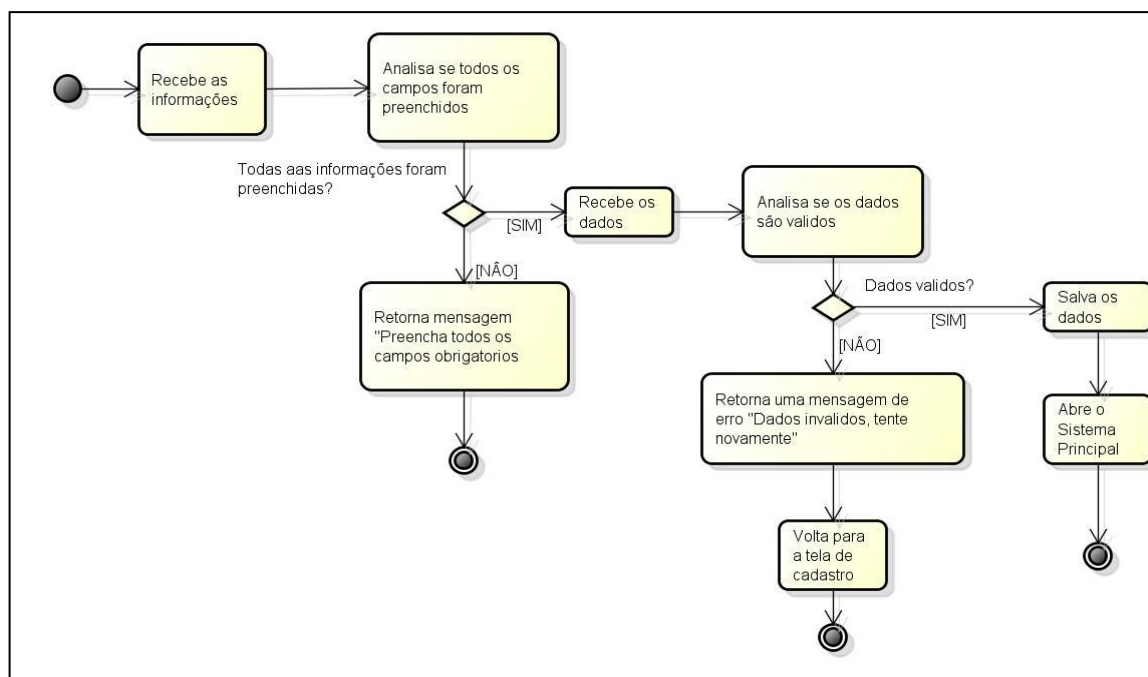 Recebe as
informações
Analisa se todos os
campos foram
preenchidos
Todas aas informações foram
preenchidas?
[SIM]
Recebe os
dados
Analisa se os dados
são validos
[NÂO]
Retorna mensagem
"Preencha todos os
campos obrigatorios
Dados validos?
[SIM]
Salva os
dados
[NÂO]
Retorna uma mensagem de
erro "Dados invalidos, tente
novamente"
Abre o
Sistema
Principal
Volta para
a tela de
cadastro